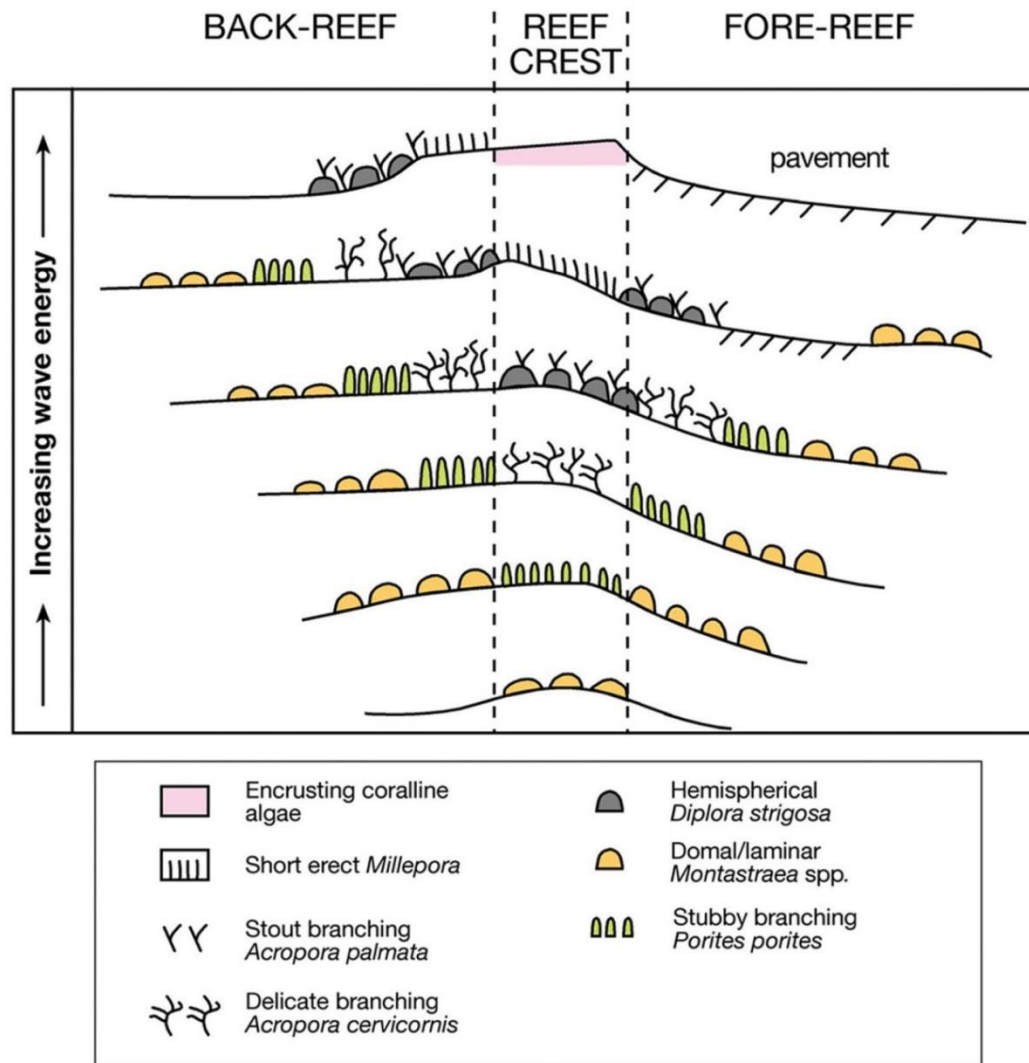 BACK-REEF
REEF
CREST
FORE-REEF
pavement
Increasing wave energy
Encrusting coralline
algae
Short erect Millepora
Stout branching
Acropora palmata
Delicate branching
Acropora cervicornis
Hemispherical
Diplora strigosa
Domal/laminar
Montastraea spp.
Stubby branching
Porites porites